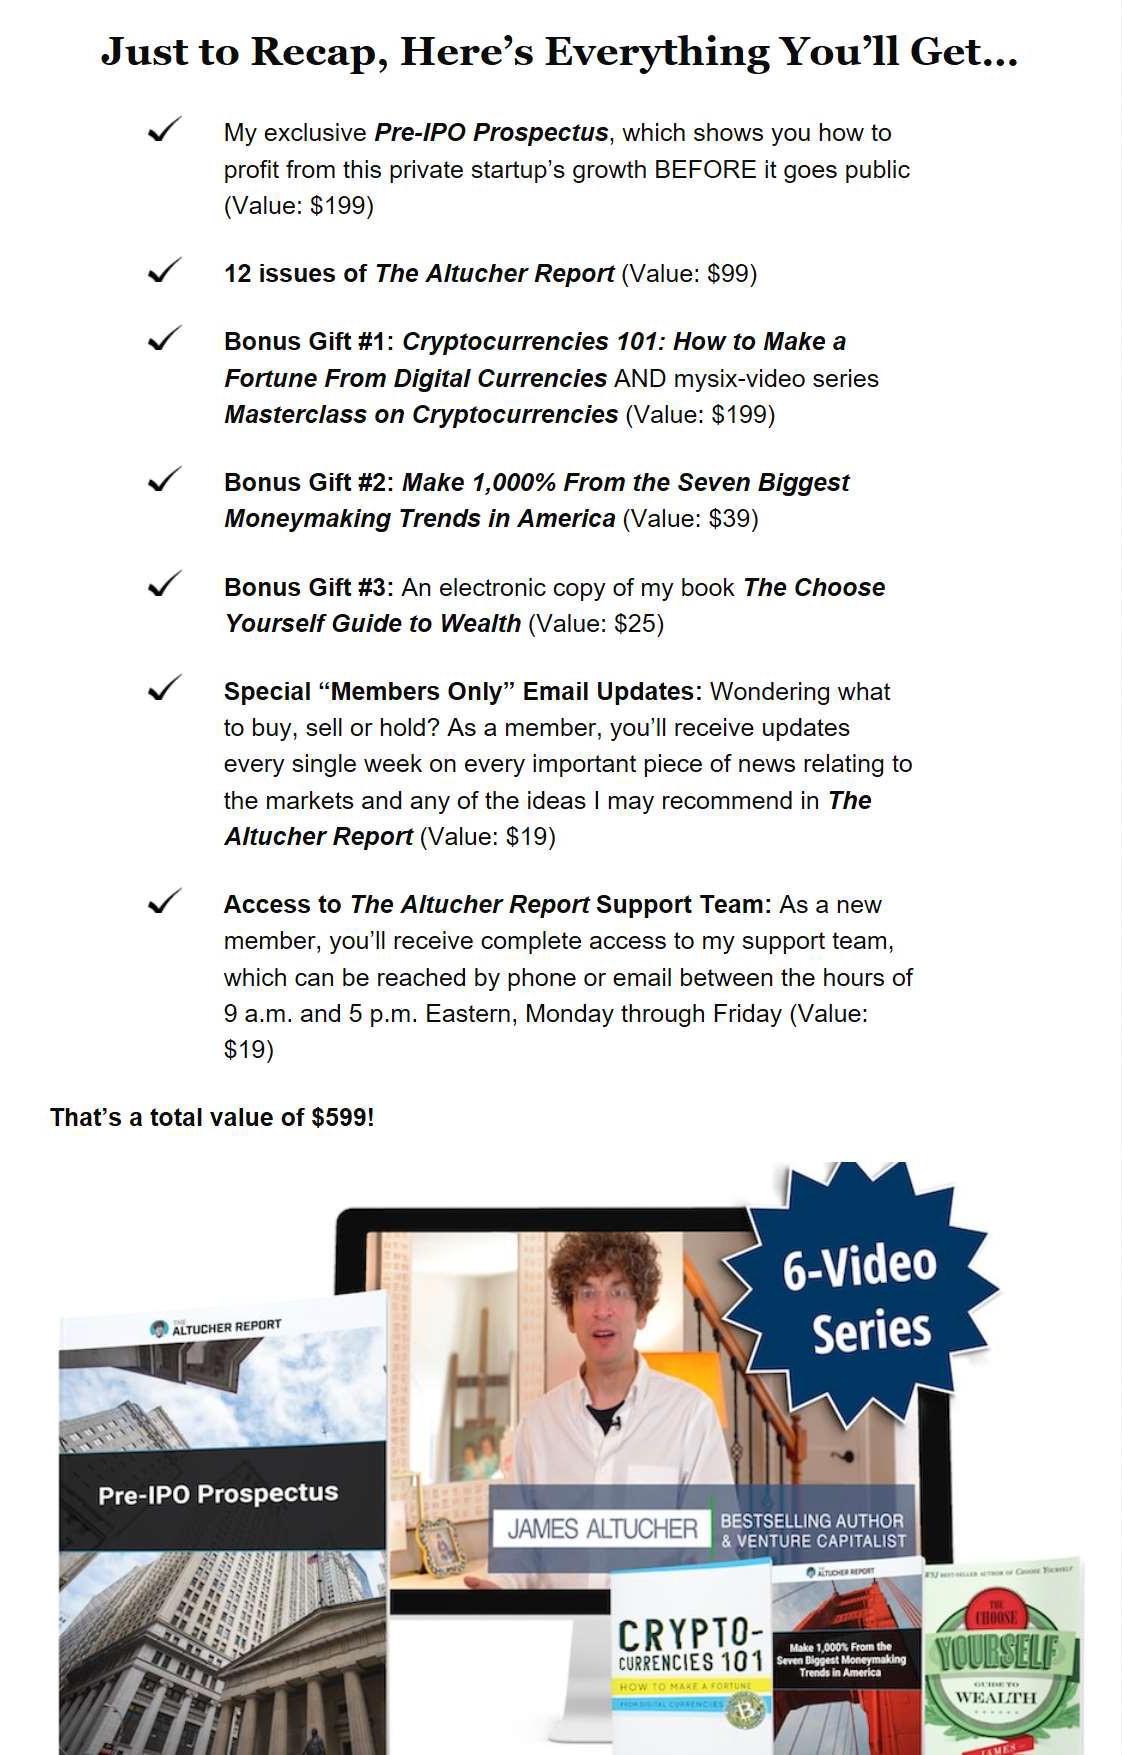 Just to Recap, Here’s Everything You’ll Get...
My exclusive Pre-IPO Prospectus, which shows you how to
profit from this private startup’s growth BEFORE it goes public
(Value: $199)
12 issues of The Altucher Report (Value: $99)
Bonus Gift #1: Cryptocurrencies 101: How to Make a
Fortune From Digital Currencies AND mysix-video series
Masterclass on Cryptocurrencies (Value: $199)
Bonus Gift #2: Make 1,000% From the Seven Biggest
Moneymaking Trends in America (Value: $39)
Bonus Gift #3: An electronic copy of my book The Choose
Yourself Guide to Wealth (Value: $25)
Special “Members Only” Email Updates: Wondering what
to buy, sell or hold? As a member, you’ll receive updates
every single week on every important piece of news relating to
the markets and any of the ideas I may recommend in The
Altucher Report (Value: $19)
Access to The Altucher Report Support Team: As a new
member, you’ll receive complete access to my support team,
which can be reached by phone or email between the hours of
9 a.m. and 5 p.m. Eastern, Monday through Friday (Value:
$19)
That’s a total value of $599!
6-Video
Series
THE
ALTUCHER REPORT
Pre-IPO Prospectus
JAMES ALTUCHER
BESTSELLING AUTHOR
& VENTURE CAPITALIST
CRYPTO-
CURRENCIES 101
HOW TO MAKE A FORTUNE
FROM DIGITAL CURRENCIES
ALTUCHER REPORT
Make 1,000% From the
Seven Biggest Moneymaking
Trends in America
WSJ BEST-SELLER AUTHOR OF CHOOSE YOURSELF
THE
CHOOSE
YOURSELF
GUIDE TO
WEALTH
JAMES